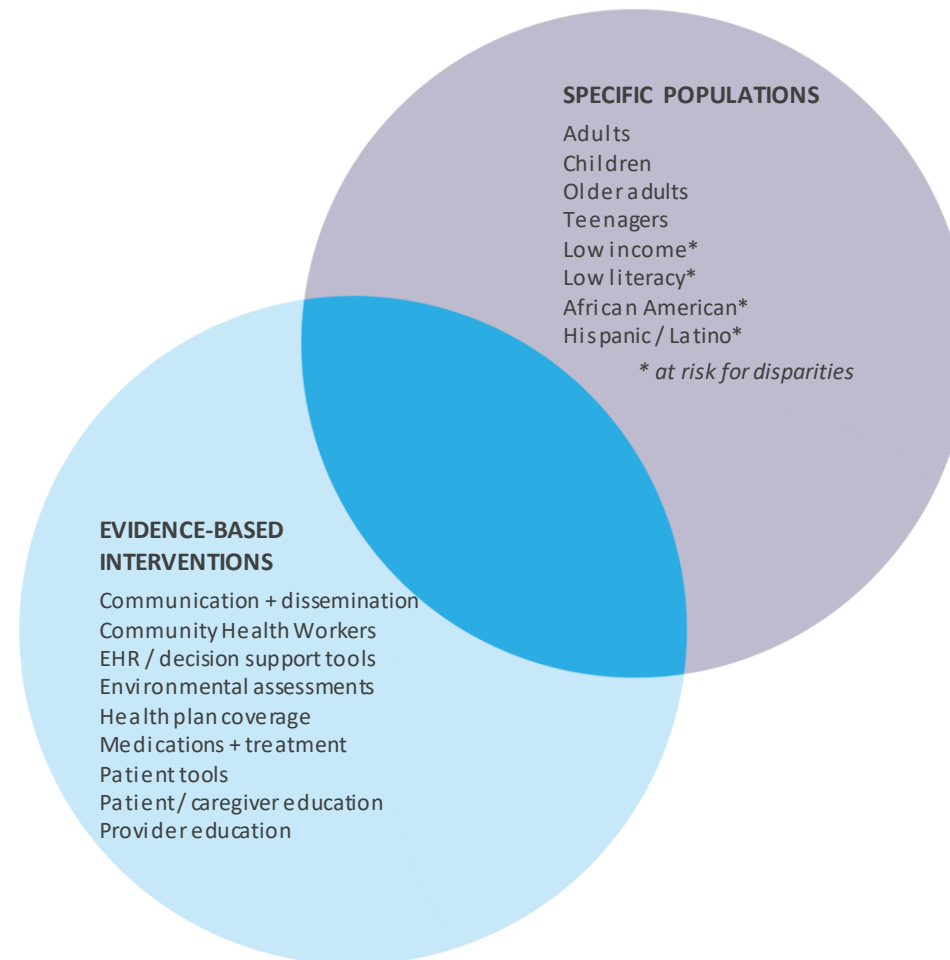 SPECIFIC POPULATIONS
Adults
Children
Older adults
Teenagers
Low income*
Low literacy*
African American*
Hispanic / Latino*
* at risk for disparities
EVIDENCE-BASED
INTERVENTIONS
Communication + dissemination
Community Health Workers
EHR / decision support tools
Environmental assessments
Health plan coverage
Medications + treatment
Patient tools
Patient / caregiver education
Provider education